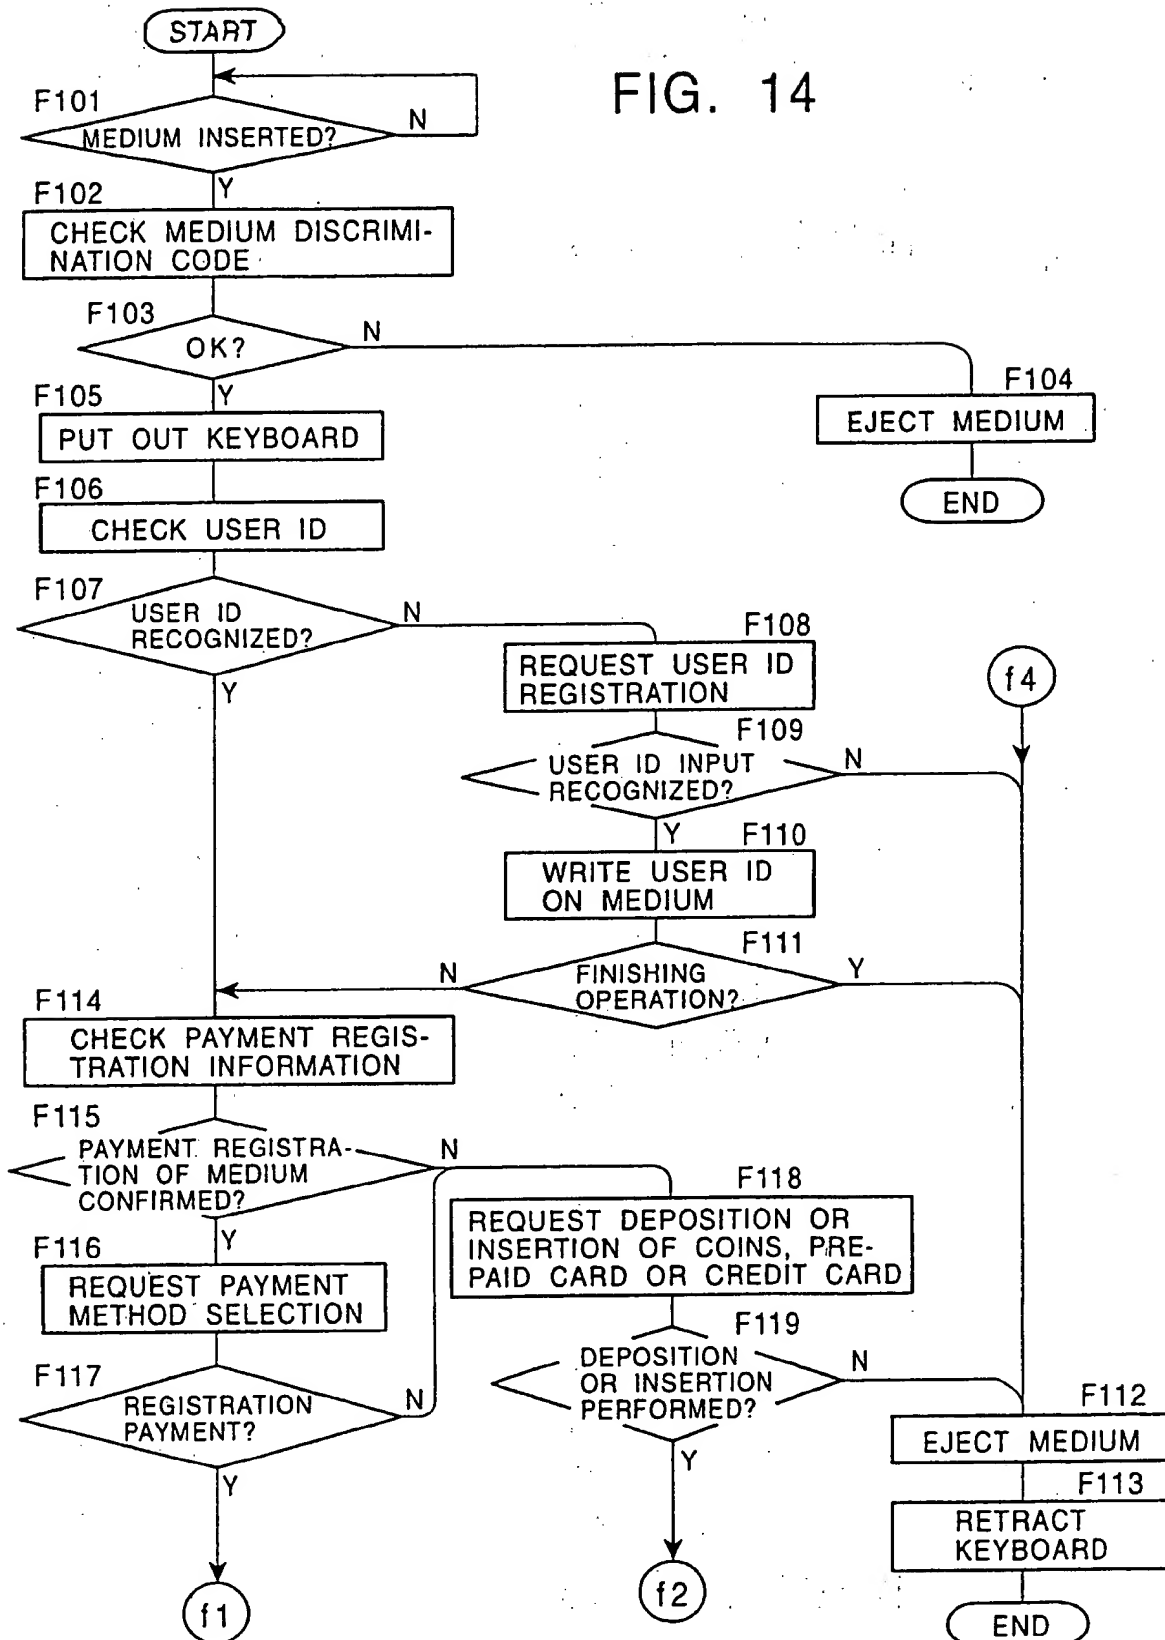 START
FIG. 14
F101
MEDIUM INSERTED?
N
Y
F102
CHECK MEDIUM DISCRIMI-
NATION CODE
F103
OK?
N
Y
F104
EJECT MEDIUM
END
F105
PUT OUT KEYBOARD
F106
CHECK USER ID
F107
USER ID
RECOGNIZED?
N
Y
F108
REQUEST USER ID
REGISTRATION
f4
F109
USER ID INPUT
RECOGNIZED?
N
Y
F110
WRITE USER ID
ON MEDIUM
F111
FINISHING
OPERATION?
N
Y
F114
CHECK PAYMENT REGIS-
TRATION INFORMATION
F115
PAYMENT REGISTRA-
TION OF MEDIUM
CONFIRMED?
N
Y
F116
REQUEST PAYMENT
METHOD SELECTION
F117
REGISTRATION
PAYMENT?
N
Y
f1
F118
REQUEST DEPOSITION OR
INSERTION OF COINS, PRE-
PAID CARD OR CREDIT CARD
F119
DEPOSITION
OR INSERTION
PERFORMED?
N
Y
f2
F112
EJECT MEDIUM
F113
RETRACT
KEYBOARD
END